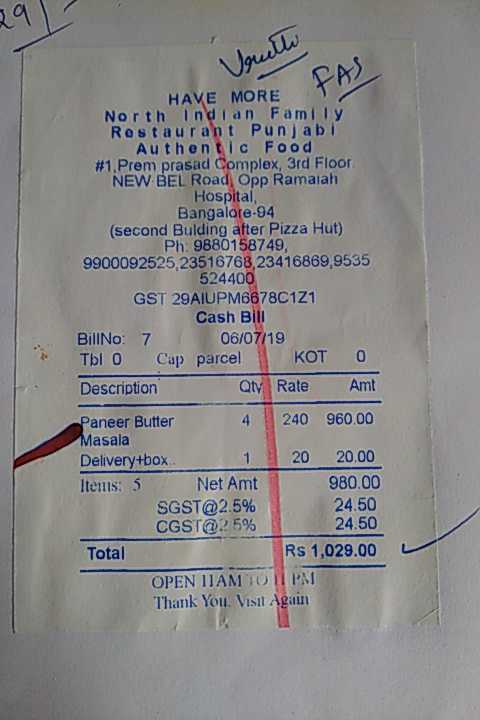 29/
FAS
HAVE MORE
North Indian Family
Restaurant Punjabi
Authentic Food
#1,Prem prasad Complex, 3rd Floor
NEW BEL Road, Opp Ramaiah
Hospital,
Bangalore-94
(second Bulding after Pizza Hut)
Ph: 9880158749,
9900092525,23516768,23416869,9535
524400
GST 29AIUPM6678C1Z1
Cash Bill
BillNo: 7 06/07/19
Tbl 0 Cap parcel KOT 0
Description Qty Rate Amt
Paneer Butter 4 240 960.00
Masala
Delivery+box.. 1 20 20.00
Items: 5 Net Amt 980.00
SGST@2.5% 24.50
CGST@2.5% 24.50
Total Rs 1,029.00
OPEN 11AM TO 11 PM
Thank You, Visit Again